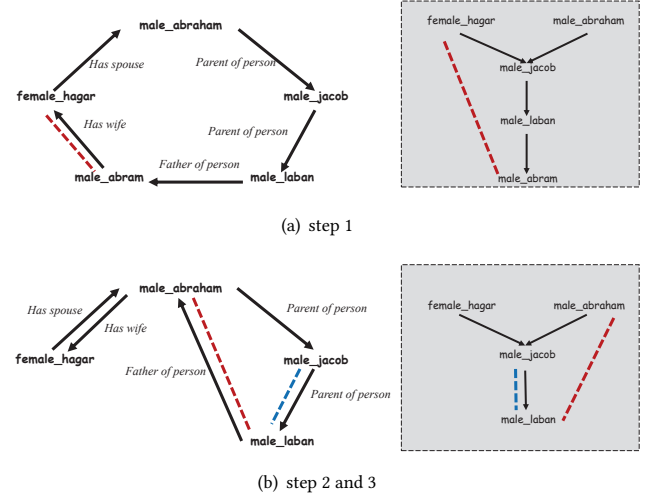 male_abraham
Has spouse
Parent of person
female_hagar
male_jacob
Has wife
Parent of person
Father of person
male_abram
male_laban
female_hagar
male_abraham
male_jacob
male_laban
male_abram
(a) step 1
male_abraham
Has spouse
Parent of person
Has wife
female_hagar
male_jacob
Father of person
Parent of person
male_laban
female_hagar
male_abraham
male_jacob
male_laban
(b) step 2 and 3